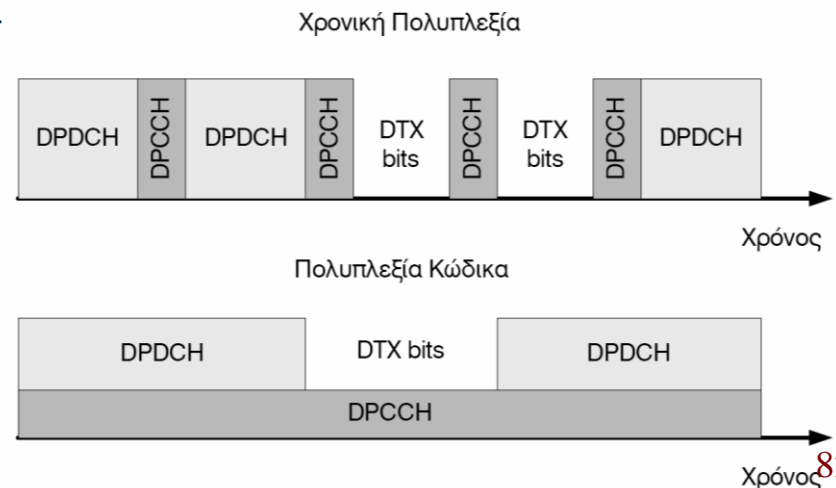 Χρονική Πολυπλεξία
DPDCH
DPCCH
DPDCH
DPCCH
DTX
bits
DPCCH
DTX
bits
DPCCH
DPDCH
Χρόνος
Πολυπλεξία Κώδικα
DPDCH
DTX bits
DPDCH
DPCCH
Χρόνος